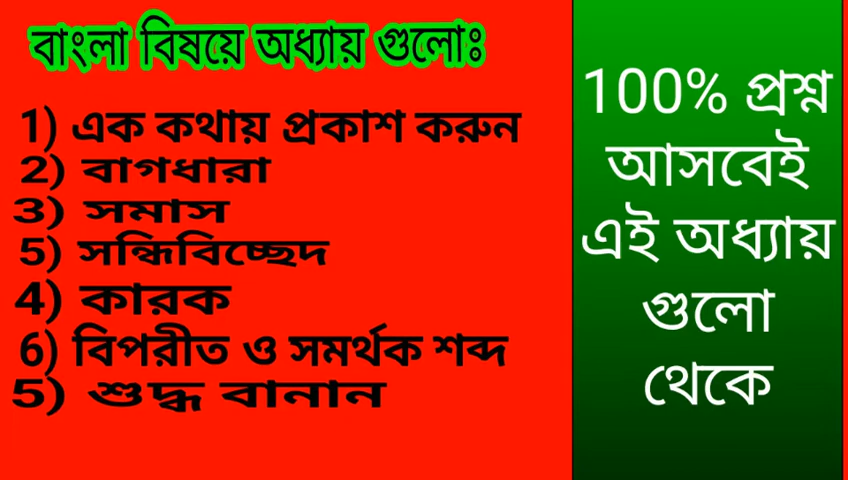 বাংলা বিষয়ে অধ্যায় গুলোঃ
1) এক কথায় প্রকাশ করুন
2) বাগধারা
3) সমাস
5) সন্ধিবিচ্ছেদ
4) কারক
6) বিপরীত ও সমর্থক শব্দ
5) শুদ্ধ বানান
100% প্রশ্ন
আসবেই
এই অধ্যায়
গুলো
থেকে